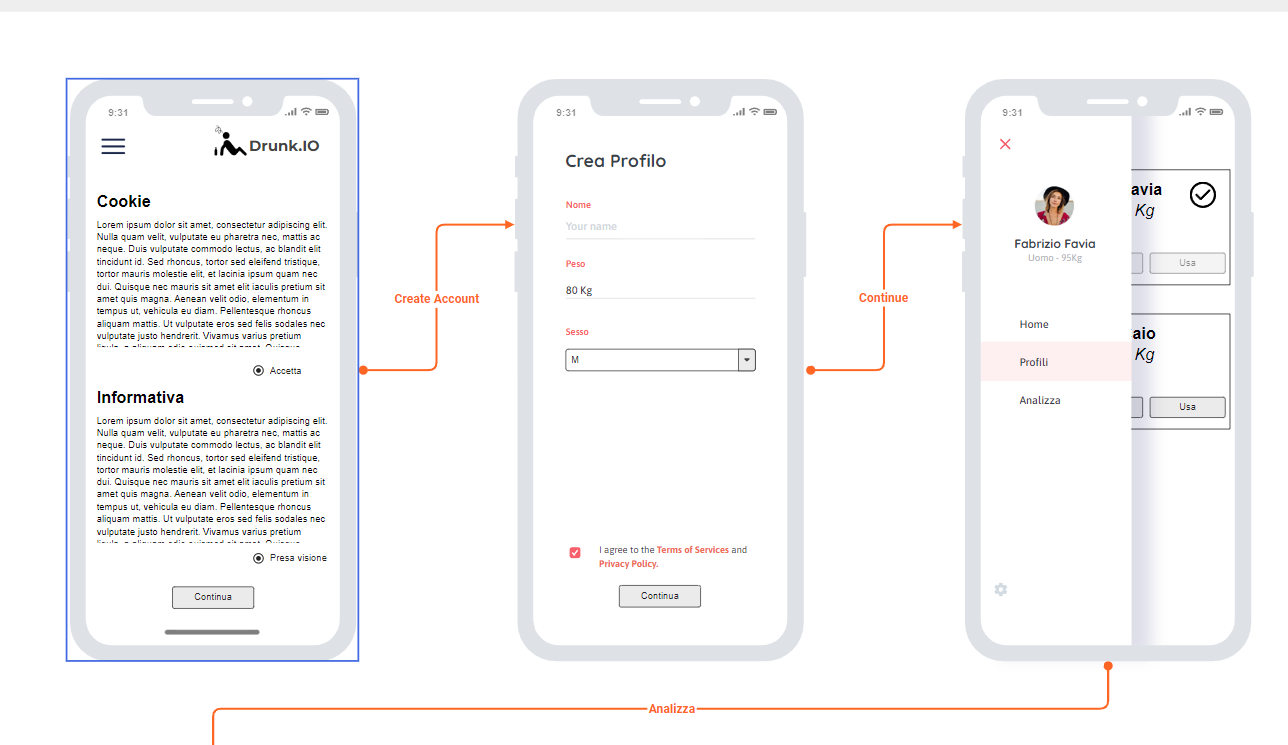 9:31
Drunk.IO
Cookie
Lorem ipsum dolor sit amet, consectetur adipiscing elit.
Nulla quam velit, vulputate eu pharetra nec, mattis ac
neque. Duis vulputate commodo lectus, ac blandit elit
tincidunt id. Sed rhoncus, tortor sed eleifend tristique,
tortor mauris molestie elit, et lacinia ipsum quam nec
dui. Quisque nec mauris sit amet elit iaculis pretium sit
amet quis magna. Aenean velit odio, elementum in
tempus ut, vehicula eu diam. Pellentesque rhoncus
aliquam mattis. Ut vulputate eros sed felis sodales nec
vulputate justo hendrerit. Vivamus varius pretium
Accetta
Informativa
Lorem ipsum dolor sit amet, consectetur adipiscing elit.
Nulla quam velit, vulputate eu pharetra nec, mattis ac
neque. Duis vulputate commodo lectus, ac blandit elit
tincidunt id. Sed rhoncus, tortor sed eleifend tristique,
tortor mauris molestie elit, et lacinia ipsum quam nec
dui. Quisque nec mauris sit amet elit iaculis pretium sit
amet quis magna. Aenean velit odio, elementum in
tempus ut, vehicula eu diam. Pellentesque rhoncus
aliquam mattis. Ut vulputate eros sed felis sodales nec
vulputate justo hendrerit. Vivamus varius pretium
Presa visione
Continua
Create Account
9:31
Crea Profilo
Nome
Your name
Peso
80 Kg
Sesso
M
I agree to the Terms of Services and
Privacy Policy.
Continua
Continue
9:31
Fabrizio Favia
Uomo - 95Kg
Home
Profili
Analizza
avia
Kg
Usa
aio
Kg
Usa
Analizza